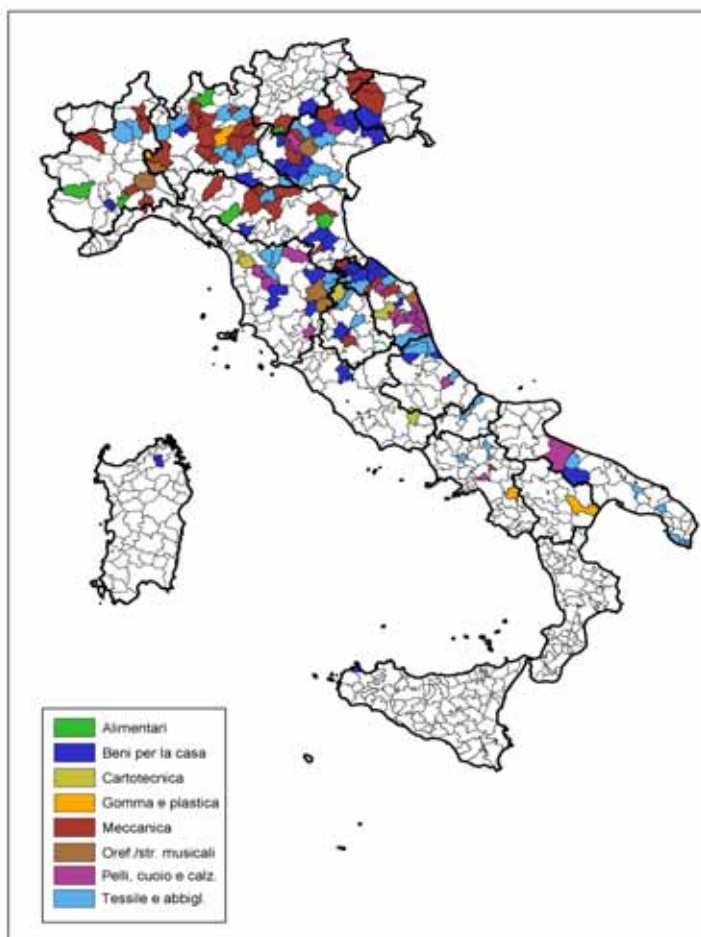 Alimentari
Beni per la casa
Cartotecnica
Gomma e plastica
Meccanica
Oref./str. musicali
Pelli, cuoio e calz.
Tessile e abbigl.